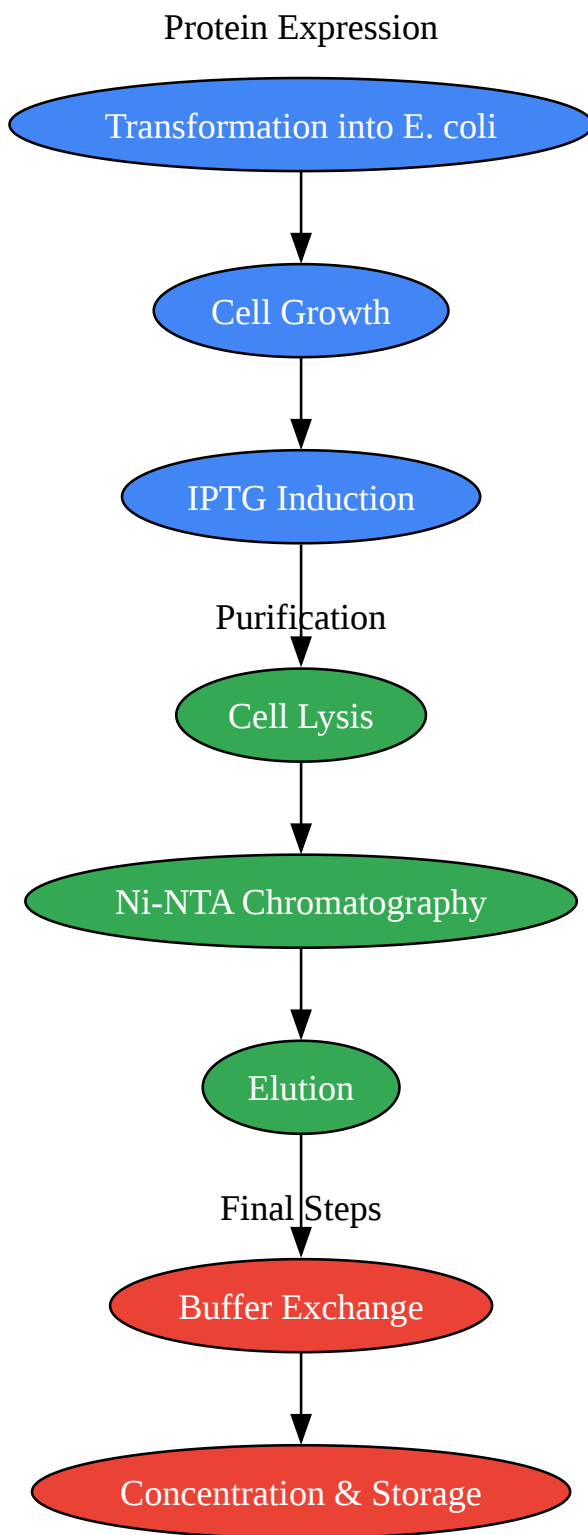 Protein Expression
Transformation into E. coli
Cell Growth
IPTG Induction
Purification
Cell Lysis
Ni-NTA Chromatography
Elution
Final Steps
Buffer Exchange
Concentration & Storage